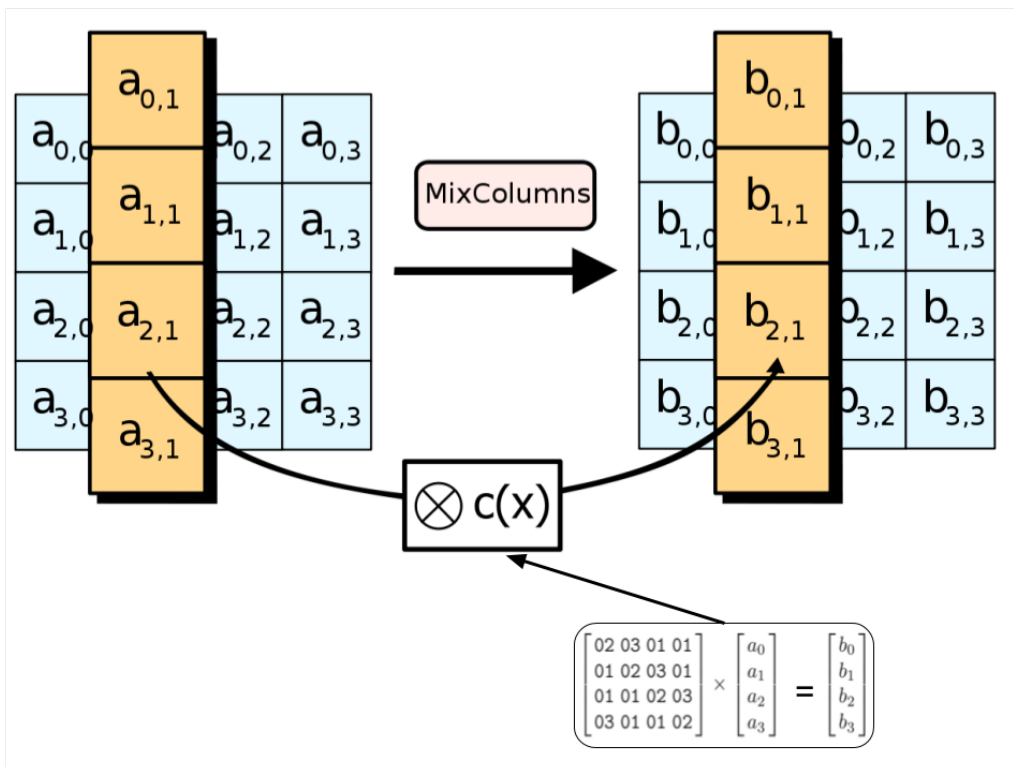 a0,1
a0,0 a0,2 a0,3
a1,1
a1,0 a1,2 a1,3
a2,1
a2,0 a2,2 a2,3
a3,1
a3,0 a3,2 a3,3
MixColumns
b0,1
b0,0 b0,2 b0,3
b1,1
b1,0 b1,2 b1,3
b2,1
b2,0 b2,2 b2,3
b3,1
b3,0 b3,2 b3,3
⊗ c(x)
02 03 01 01 a0 b0
01 02 03 01 × a1 = b1
01 01 02 03 a2 b2
03 01 01 02 a3 b3